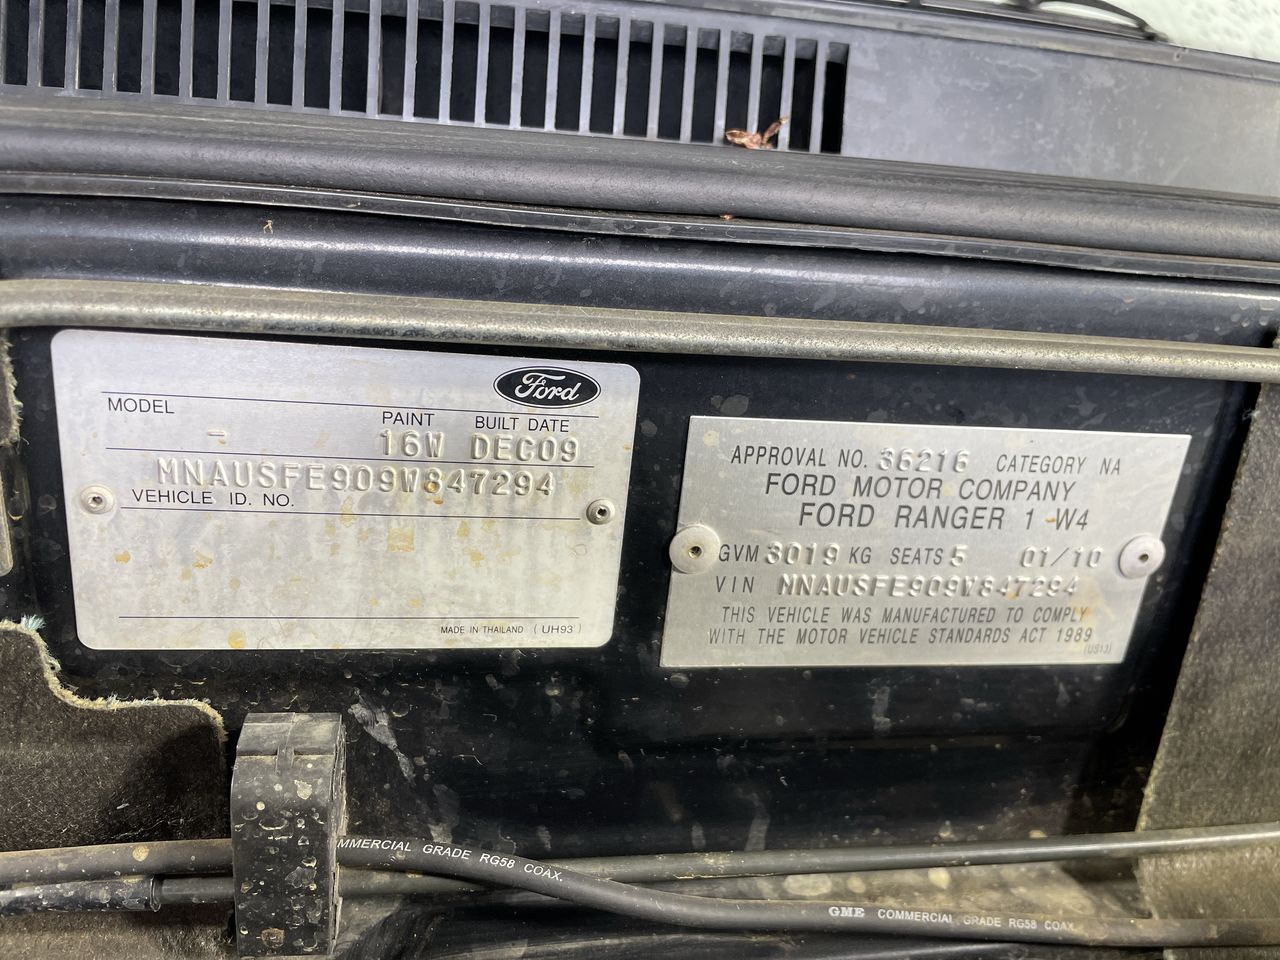 Ford
MODEL PAINT BUILT DATE
- 16W DEC09
MNAUSFE909W847294
VEHICLE ID. NO.
MADE IN THAILAND (UH93)
APPROVAL NO. 36216 CATEGORY NA
FORD MOTOR COMPANY
FORD RANGER 1 -W4
GVM 3019 KG SEATS 5 01/10
VIN MNAUSFE909W847294
THIS VEHICLE WAS MANUFACTURED TO COMPLY
WITH THE MOTOR VEHICLE STANDARDS ACT 1989
(US13)
MMERCIAL GRADE RG58 COAX.
GME COMMERCIAL GRADE RG58 COAX.